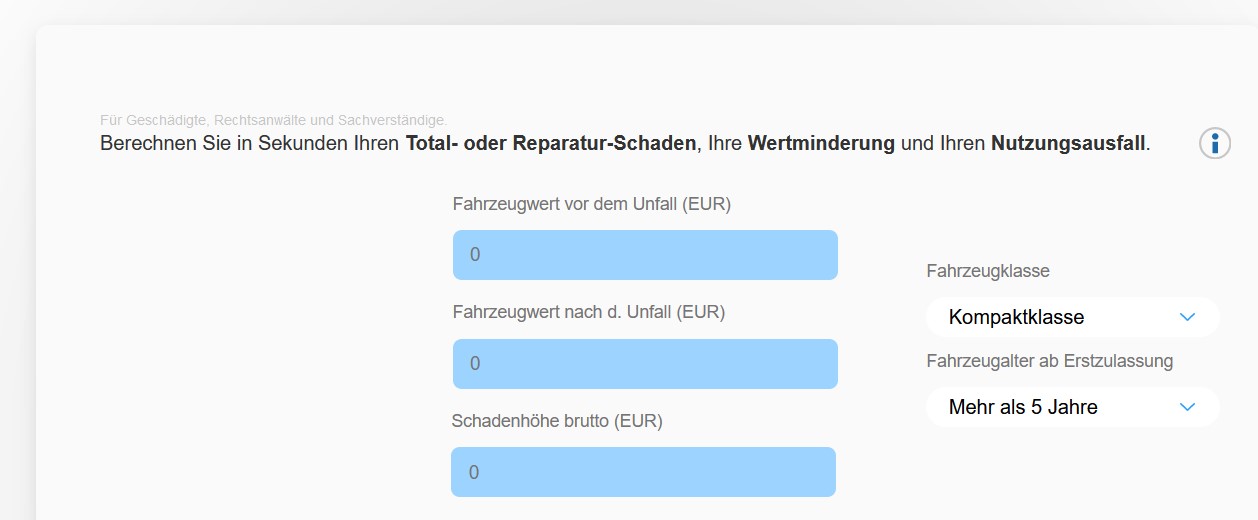 Für Geschädigte, Rechtsanwälte und Sachverständige.
Berechnen Sie in Sekunden Ihren Total- oder Reparatur-Schaden, Ihre Wertminderung und Ihren Nutzungsausfall.
Fahrzeugwert vor dem Unfall (EUR)
0
Fahrzeugwert nach d. Unfall (EUR)
0
Schadenhöhe brutto (EUR)
0
Fahrzeugklasse
Kompaktklasse
Fahrzeugalter ab Erstzulassung
Mehr als 5 Jahre